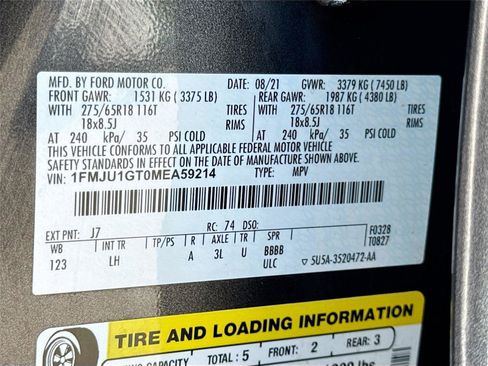 MFD. BY FORD MOTOR CO. DATE: 08/21 GVWR: 3379 KG (7450 LB)
FRONT GAWR: 1531 KG (3375 LB) REAR GAWR: 1987 KG (4380 LB)
WITH 275/65R18 116T TIRES WITH 275/65R18 116T TIRES
18x8.5J RIMS 18x8.5J RIMS
AT 240 kPa/ 35 PSI COLD AT 240 kPa/ 35 PSI COLD
THIS VEHICLE CONFORMS TO ALL APPLICABLE FEDERAL MOTOR VEHICLE
SAFETY STANDARDS IN EFFECT ON THE DATE OF MANUFACTURE SHOWN ABOVE.
VIN: 1FMJU1GT0MEA59214 TYPE: MPV
EXT PNT: J7 RC: 74 DSO: F0328
WB INT TR TP/PS R AXLE TR SPR T0827
123 LH A 3L U BBBB
ULC 5U5A-3520472-AA
TIRE AND LOADING INFORMATION
CAPACITY TOTAL: 5 FRONT: 2 REAR: 3
lbs